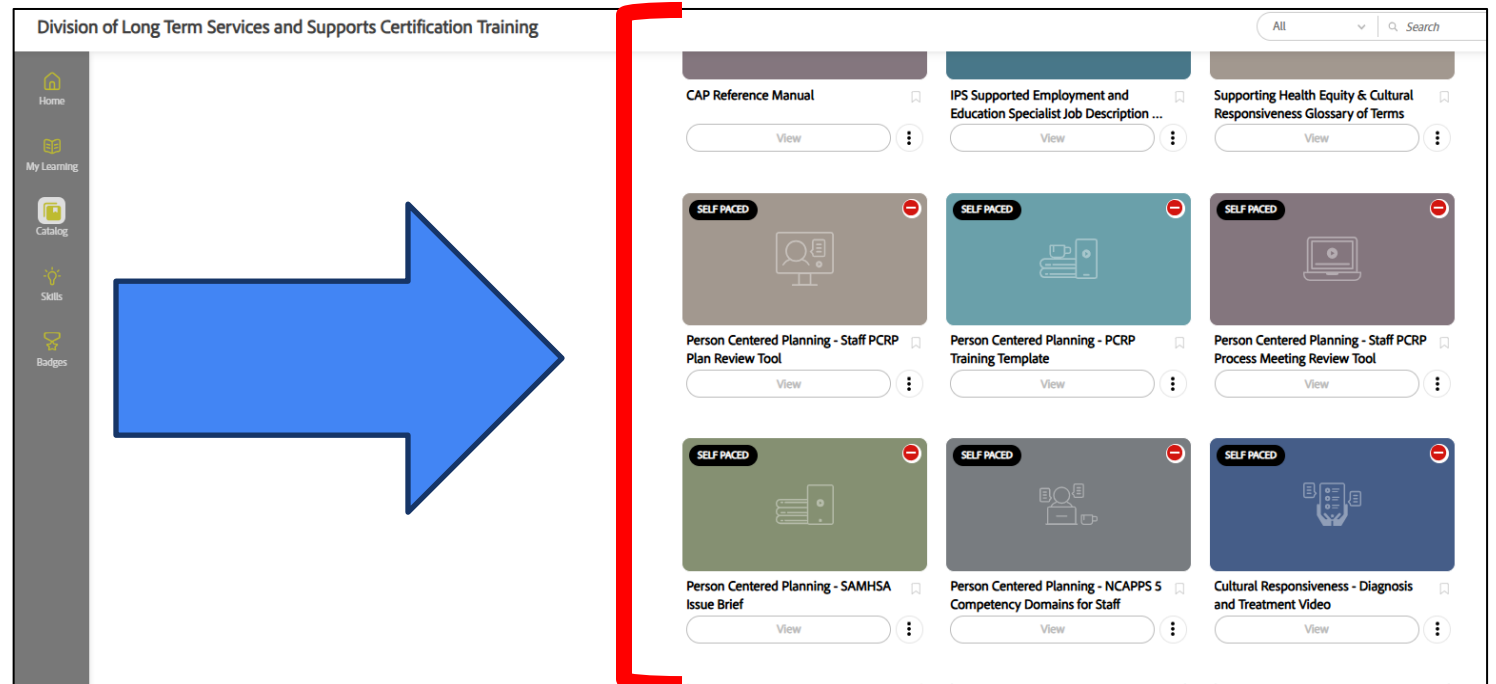 Division of Long Term Services and Supports Certification Training
All
Search
Home
My Learning
Catalog
Skills
Badges
CAP Reference Manual
View
IPS Supported Employment and
Education Specialist Job Description ...
View
Supporting Health Equity & Cultural
Responsiveness Glossary of Terms
View
SELF PACED
Person Centered Planning - Staff PCRP
Plan Review Tool
View
SELF PACED
Person Centered Planning - PCRP
Training Template
View
SELF PACED
Person Centered Planning - Staff PCRP
Process Meeting Review Tool
View
SELF PACED
Person Centered Planning - SAMHSA
Issue Brief
View
SELF PACED
Person Centered Planning - NCAPPS 5
Competency Domains for Staff
View
SELF PACED
Cultural Responsiveness - Diagnosis
and Treatment Video
View